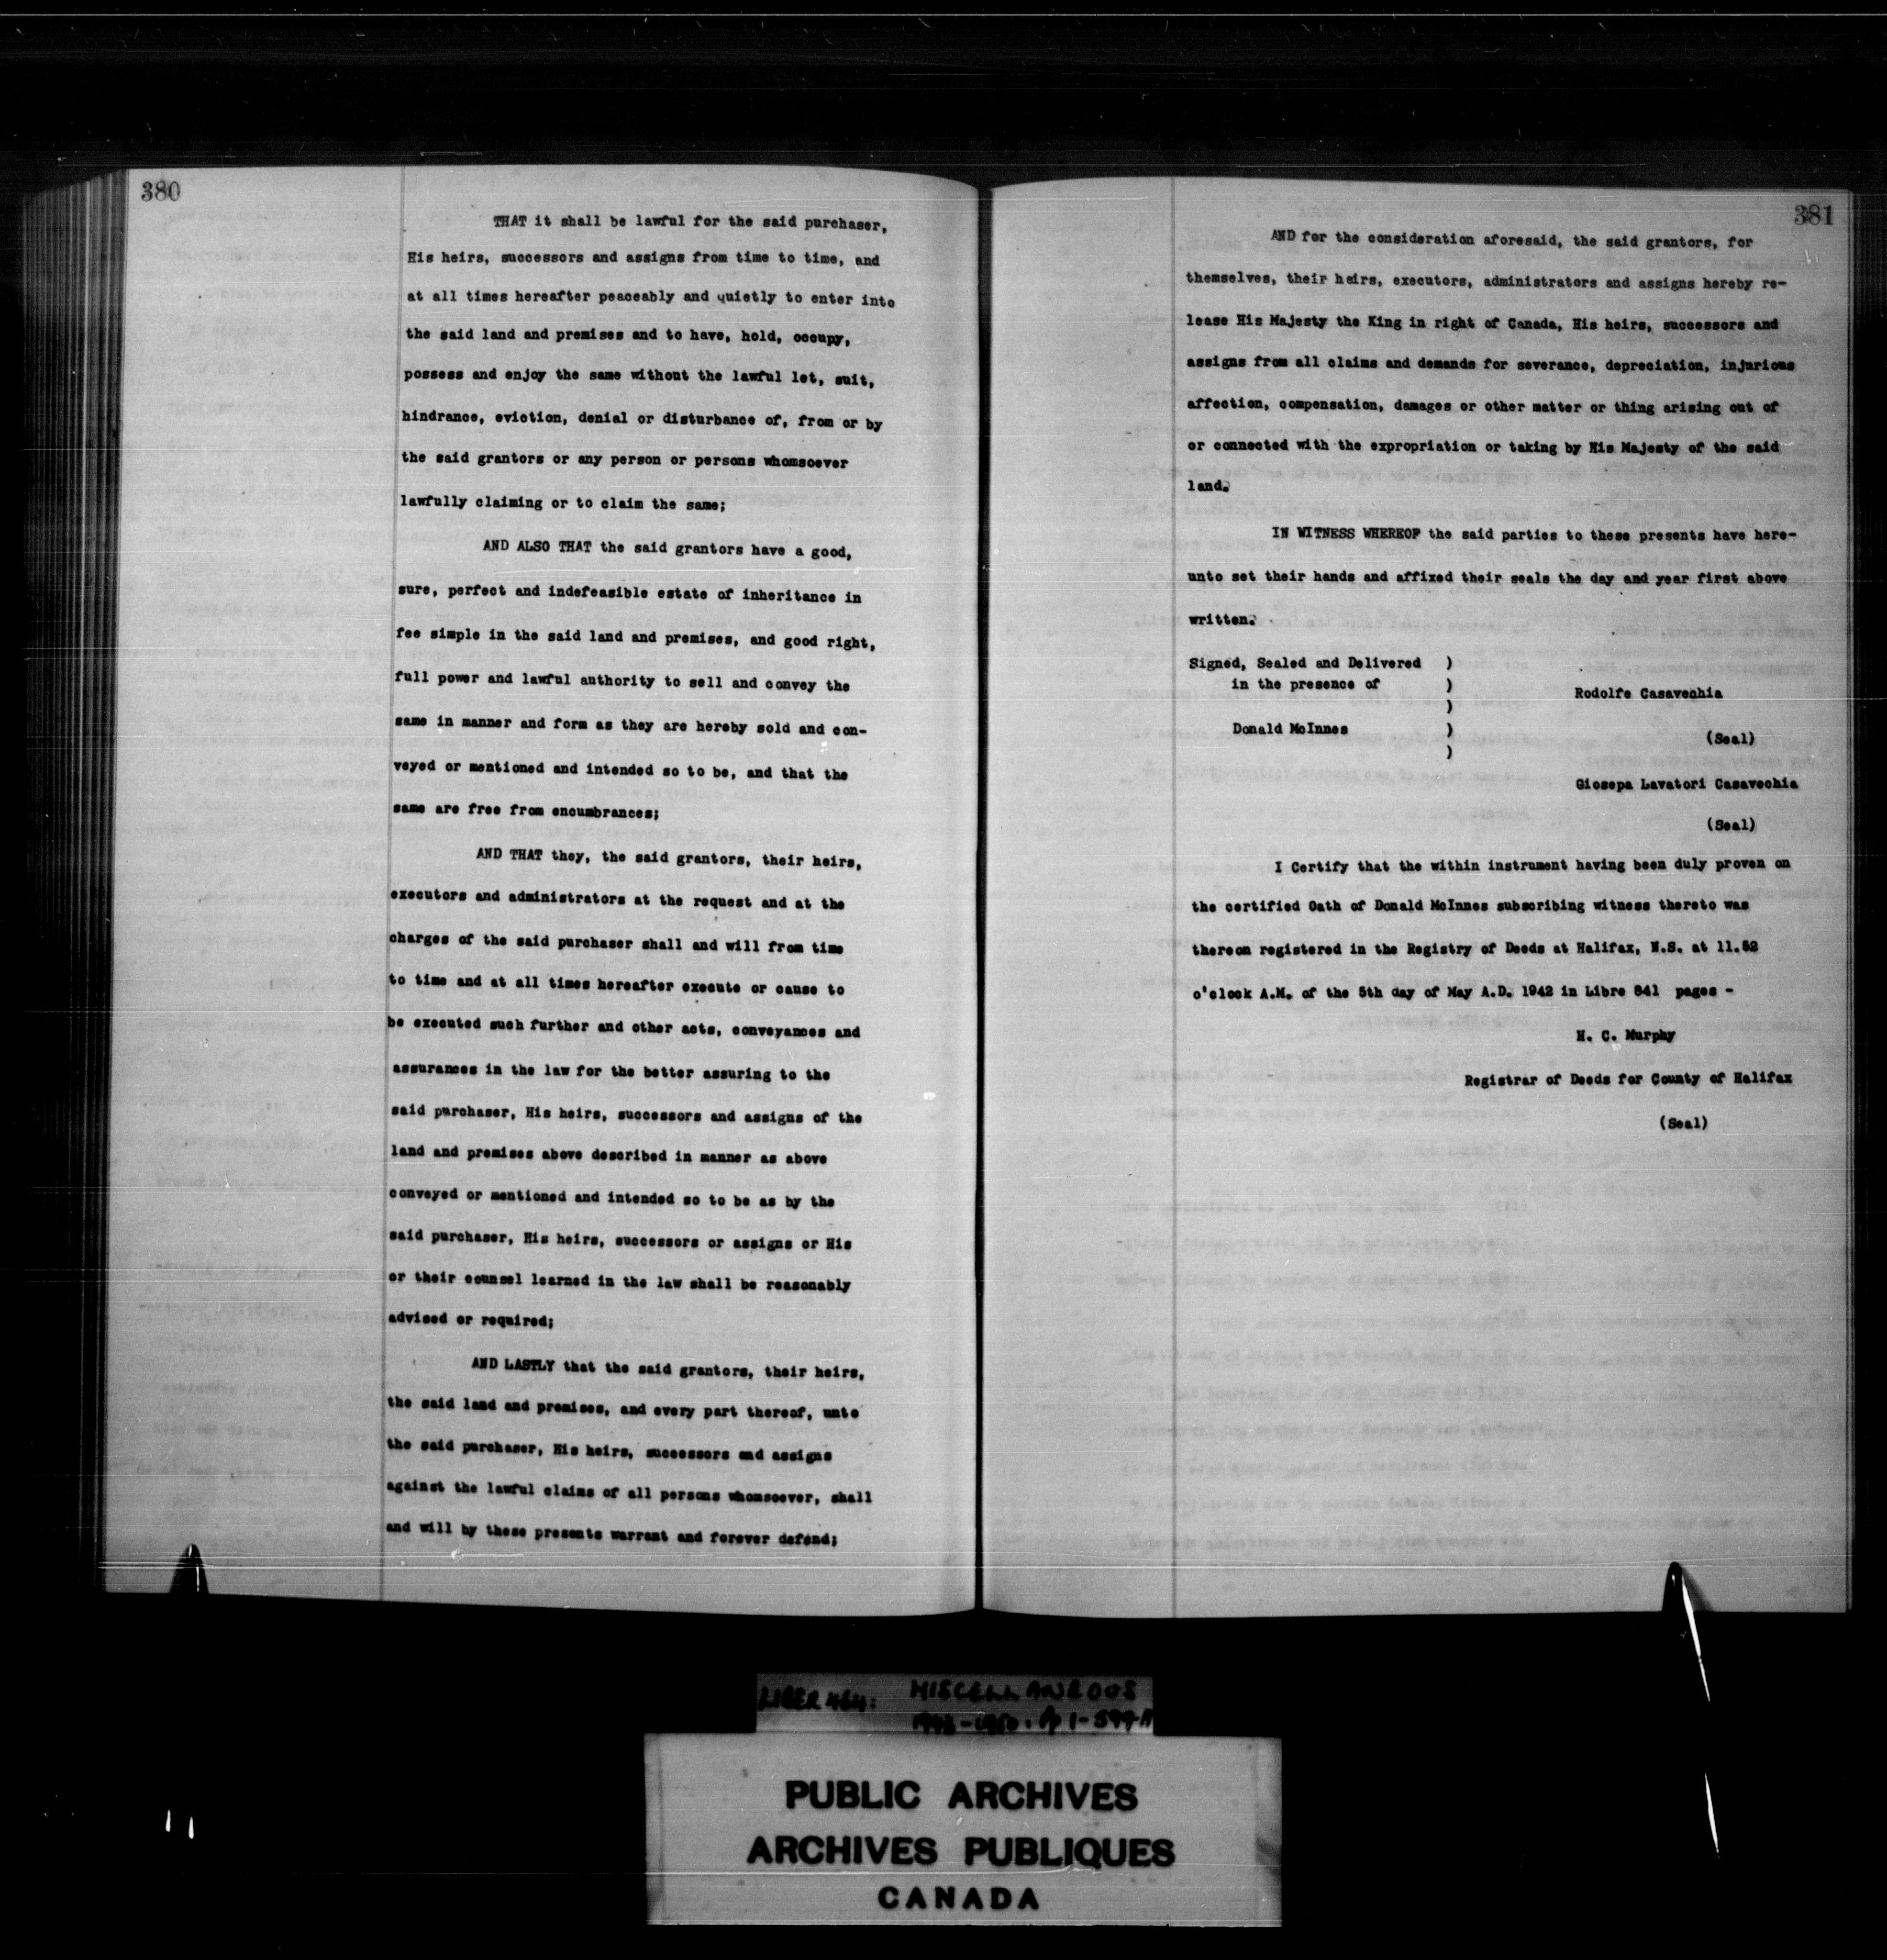 380
THAT it shall be lawful for the said purchaser,
His heirs, successors and assigns from time to time, and
at all times hereafter peaceably and quietly to enter into
the said land and premises and to have, hold, occupy,
possess and enjoy the same without the lawful let, suit,
hindrance, eviction, denial or disturbance of, from or by
the said grantors or any person or persons whomsoever
lawfully claiming or to claim the same;
AND ALSO THAT the said grantors have a good,
sure, perfect and indefeasible estate of inheritance in
fee simple in the said land and premises, and good right,
full power and lawful authority to sell and convey the
same in manner and form as they are hereby sold and con-
veyed or mentioned and intended so to be, and that the
same are free from encumbrances;
AND THAT they, the said grantors, their heirs,
executors and administrators at the request and at the
charges of the said purchaser shall and will from time
to time and at all times hereafter execute or cause to
be executed such further and other acts, conveyances and
assurances in the law for the better assuring to the
said purchaser, His heirs, successors and assigns of the
land and premises above described in manner as above
conveyed or mentioned and intended so to be as by the
said purchaser, His heirs, successors or assigns or His
or their counsel learned in the law shall be reasonably
advised or required;
AND LASTLY that the said grantors, their heirs,
the said land and premises, and every part thereof, unto
the said purchaser, His heirs, successors and assigns
against the lawful claims of all persons whomsoever, shall
and will by these presents warrant and forever defend;
381
AND for the consideration aforesaid, the said grantors, for
themselves, their heirs, executors, administrators and assigns hereby re-
lease His Majesty the King in right of Canada, His heirs, successors and
assigns from all claims and demands for severance, depreciation, injurious
affection, compensation, damages or other matter or thing arising out of
or connected with the expropriation or taking by His Majesty of the said
land.
IN WITNESS WHEREOF the said parties to these presents have here-
unto set their hands and affixed their seals the day and year first above
written.
Signed, Sealed and Delivered )
in the presence of )
Rodolfe Casavechia
)
Donald McInnes )
(Seal)
)
Giosepa Lavatori Casavechia
(Seal)
I Certify that the within instrument having been duly proven on
the certified Oath of Donald McInnes subscribing witness thereto was
thereon registered in the Registry of Deeds at Halifax, N.S. at 11.52
o'clock A.M. of the 5th day of May A.D. 1942 in Libre 841 pages -
H. C. Murphy
Registrar of Deeds for County of Halifax
(Seal)
LIBER 464: MISCELLANEOUS
pp 1-599
PUBLIC ARCHIVES
ARCHIVES PUBLIQUES
CANADA